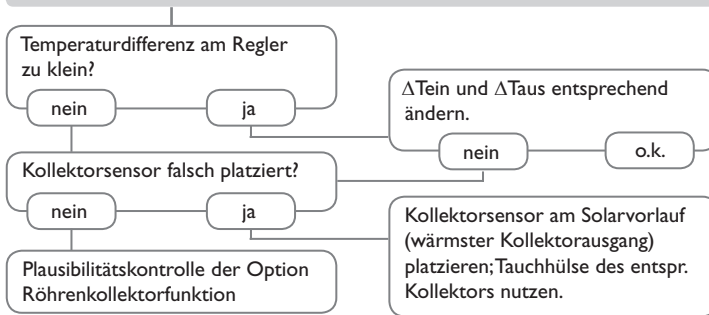 Temperaturdifferenz am Regler
zu klein?
nein
ja
ΔTein und ΔTaus entsprechend
ändern.
nein
o.k.
Kollektorsensor falsch platziert?
nein
ja
Kollektorsensor am Solarvorlauf
(wärmster Kollektorausgang)
platzieren;Tauchhülse des entspr.
Kollektors nutzen.
Plausibilitätskontrolle der Option
Röhrenkollektorfunktion